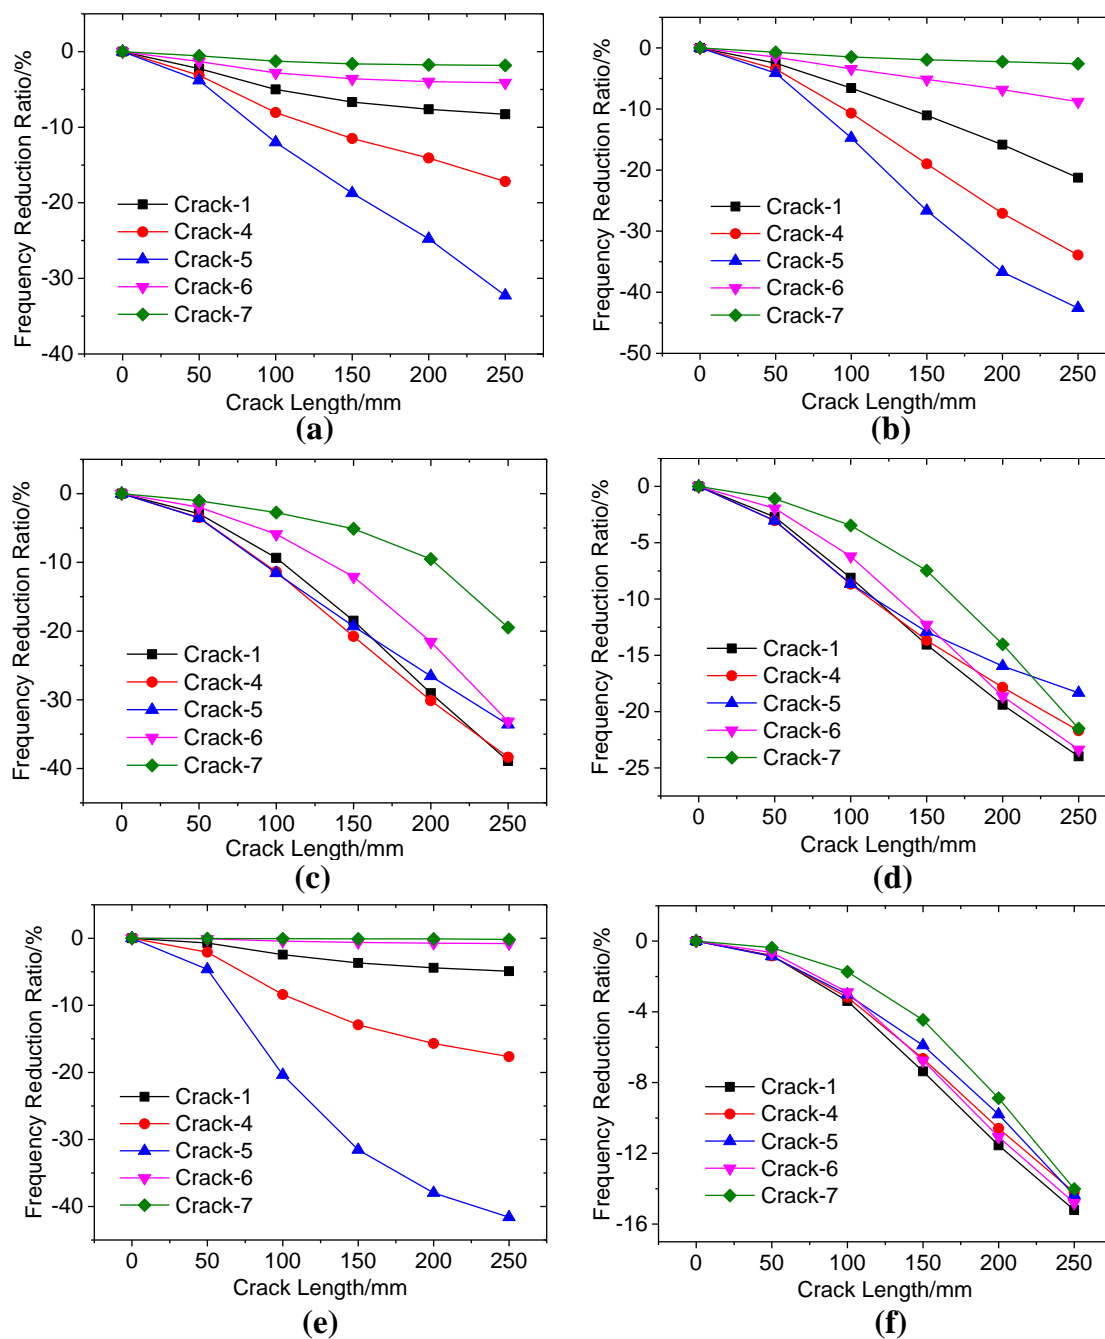 0
-10
-20
-30
-40
Frequency Reduction Ratio/%
Crack-1
Crack-4
Crack-5
Crack-6
Crack-7
0 50 100 150 200 250
Crack Length/mm
(a)
0
-10
-20
-30
-40
-50
Frequency Reduction Ratio/%
Crack-1
Crack-4
Crack-5
Crack-6
Crack-7
0 50 100 150 200 250
Crack Length/mm
(b)
0
-10
-20
-30
-40
Frequency Reduction Ratio/%
Crack-1
Crack-4
Crack-5
Crack-6
Crack-7
0 50 100 150 200 250
Crack Length/mm
(c)
0
-5
-10
-15
-20
-25
Frequency Reduction Ratio/%
Crack-1
Crack-4
Crack-5
Crack-6
Crack-7
0 50 100 150 200 250
Crack Length/mm
(d)
0
-10
-20
-30
-40
Frequency Reduction Ratio/%
Crack-1
Crack-4
Crack-5
Crack-6
Crack-7
0 50 100 150 200 250
Crack Length/mm
(e)
0
-4
-8
-12
-16
Frequency Reduction Ratio/%
Crack-1
Crack-4
Crack-5
Crack-6
Crack-7
0 50 100 150 200 250
Crack Length/mm
(f)